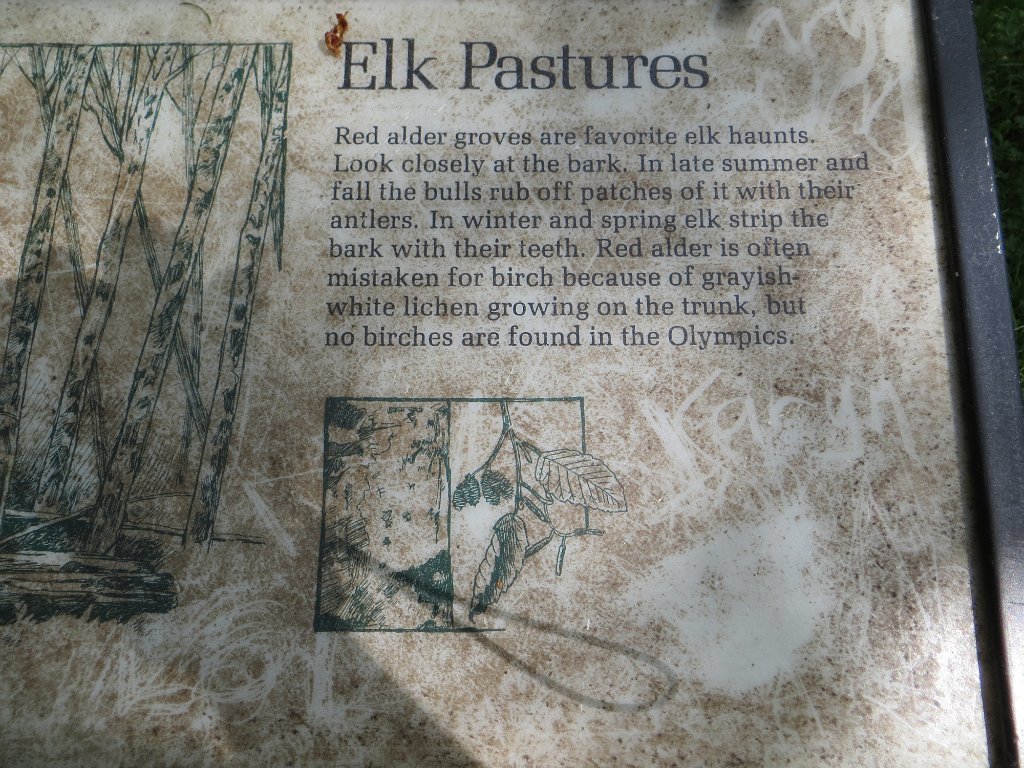 Elk Pastures
Red alder groves are favorite elk haunts.
Look closely at the bark. In late summer and
fall the bulls rub off patches of it with their
antlers. In winter and spring elk strip the
bark with their teeth. Red alder is often
mistaken for birch because of grayish-
white lichen growing on the trunk, but
no birches are found in the Olympics.
Karyn